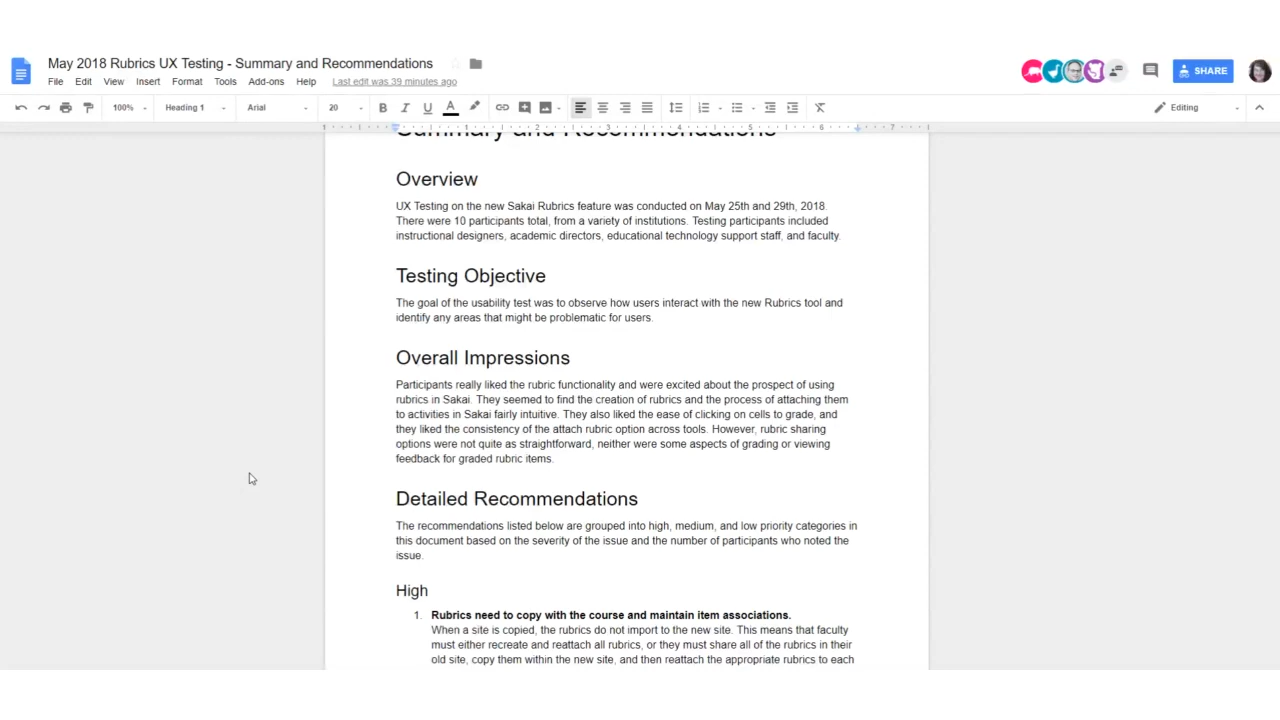 May 2018 Rubrics UX Testing - Summary and Recommendations
File Edit View Insert Format Tools Add-ons Help Last edit was 39 minutes ago
SHARE
100% Heading 1 Arial 20 B I U A Editing
1 1 2 3 4 5 6 7
Summary and Recommendations
Overview
UX Testing on the new Sakai Rubrics feature was conducted on May 25th and 29th, 2018.
There were 10 participants total, from a variety of institutions. Testing participants included
instructional designers, academic directors, educational technology support staff, and faculty.
Testing Objective
The goal of the usability test was to observe how users interact with the new Rubrics tool and
identify any areas that might be problematic for users.
Overall Impressions
Participants really liked the rubric functionality and were excited about the prospect of using
rubrics in Sakai. They seemed to find the creation of rubrics and the process of attaching them
to activities in Sakai fairly intuitive. They also liked the ease of clicking on cells to grade, and
they liked the consistency of the attach rubric option across tools. However, rubric sharing
options were not quite as straightforward, neither were some aspects of grading or viewing
feedback for graded rubric items.
Detailed Recommendations
The recommendations listed below are grouped into high, medium, and low priority categories in
this document based on the severity of the issue and the number of participants who noted the
issue.
High
1. Rubrics need to copy with the course and maintain item associations.
When a site is copied, the rubrics do not import to the new site. This means that faculty
must either recreate and reattach all rubrics, or they must share all of the rubrics in their
old site, copy them within the new site, and then reattach the appropriate rubrics to each